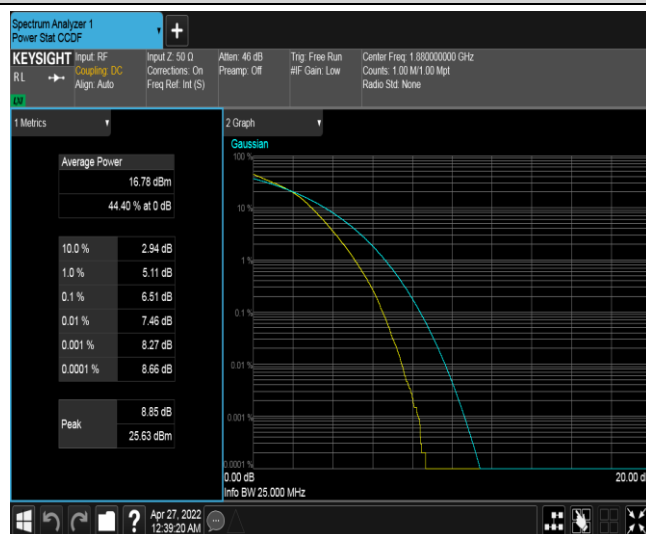 Spectrum Analyzer 1
Power Stat CCDF
+
KEYSIGHT
RL
LXI
Input: RF
Coupling: DC
Align: Auto
Input Z: 50 Ω
Corrections: On
Freq Ref: Int (S)
Atten: 46 dB
Preamp: Off
Trig: Free Run
#IF Gain: Low
Center Freq: 1.880000000 GHz
Counts: 1.00 M/1.00 Mpt
Radio Std: None
1 Metrics
Average Power
16.78 dBm
44.40 % at 0 dB
10.0 % 2.94 dB
1.0 % 5.11 dB
0.1 % 6.51 dB
0.01 % 7.46 dB
0.001 % 8.27 dB
0.0001 % 8.66 dB
Peak
8.85 dB
25.63 dBm
2 Graph
Gaussian
100 %
10 %
1 %
0.1 %
0.01 %
0.001 %
0.0001 %
0.00 dB
20.00 d
Info BW 25.000 MHz
?
Apr 27, 2022
12:39:20 AM